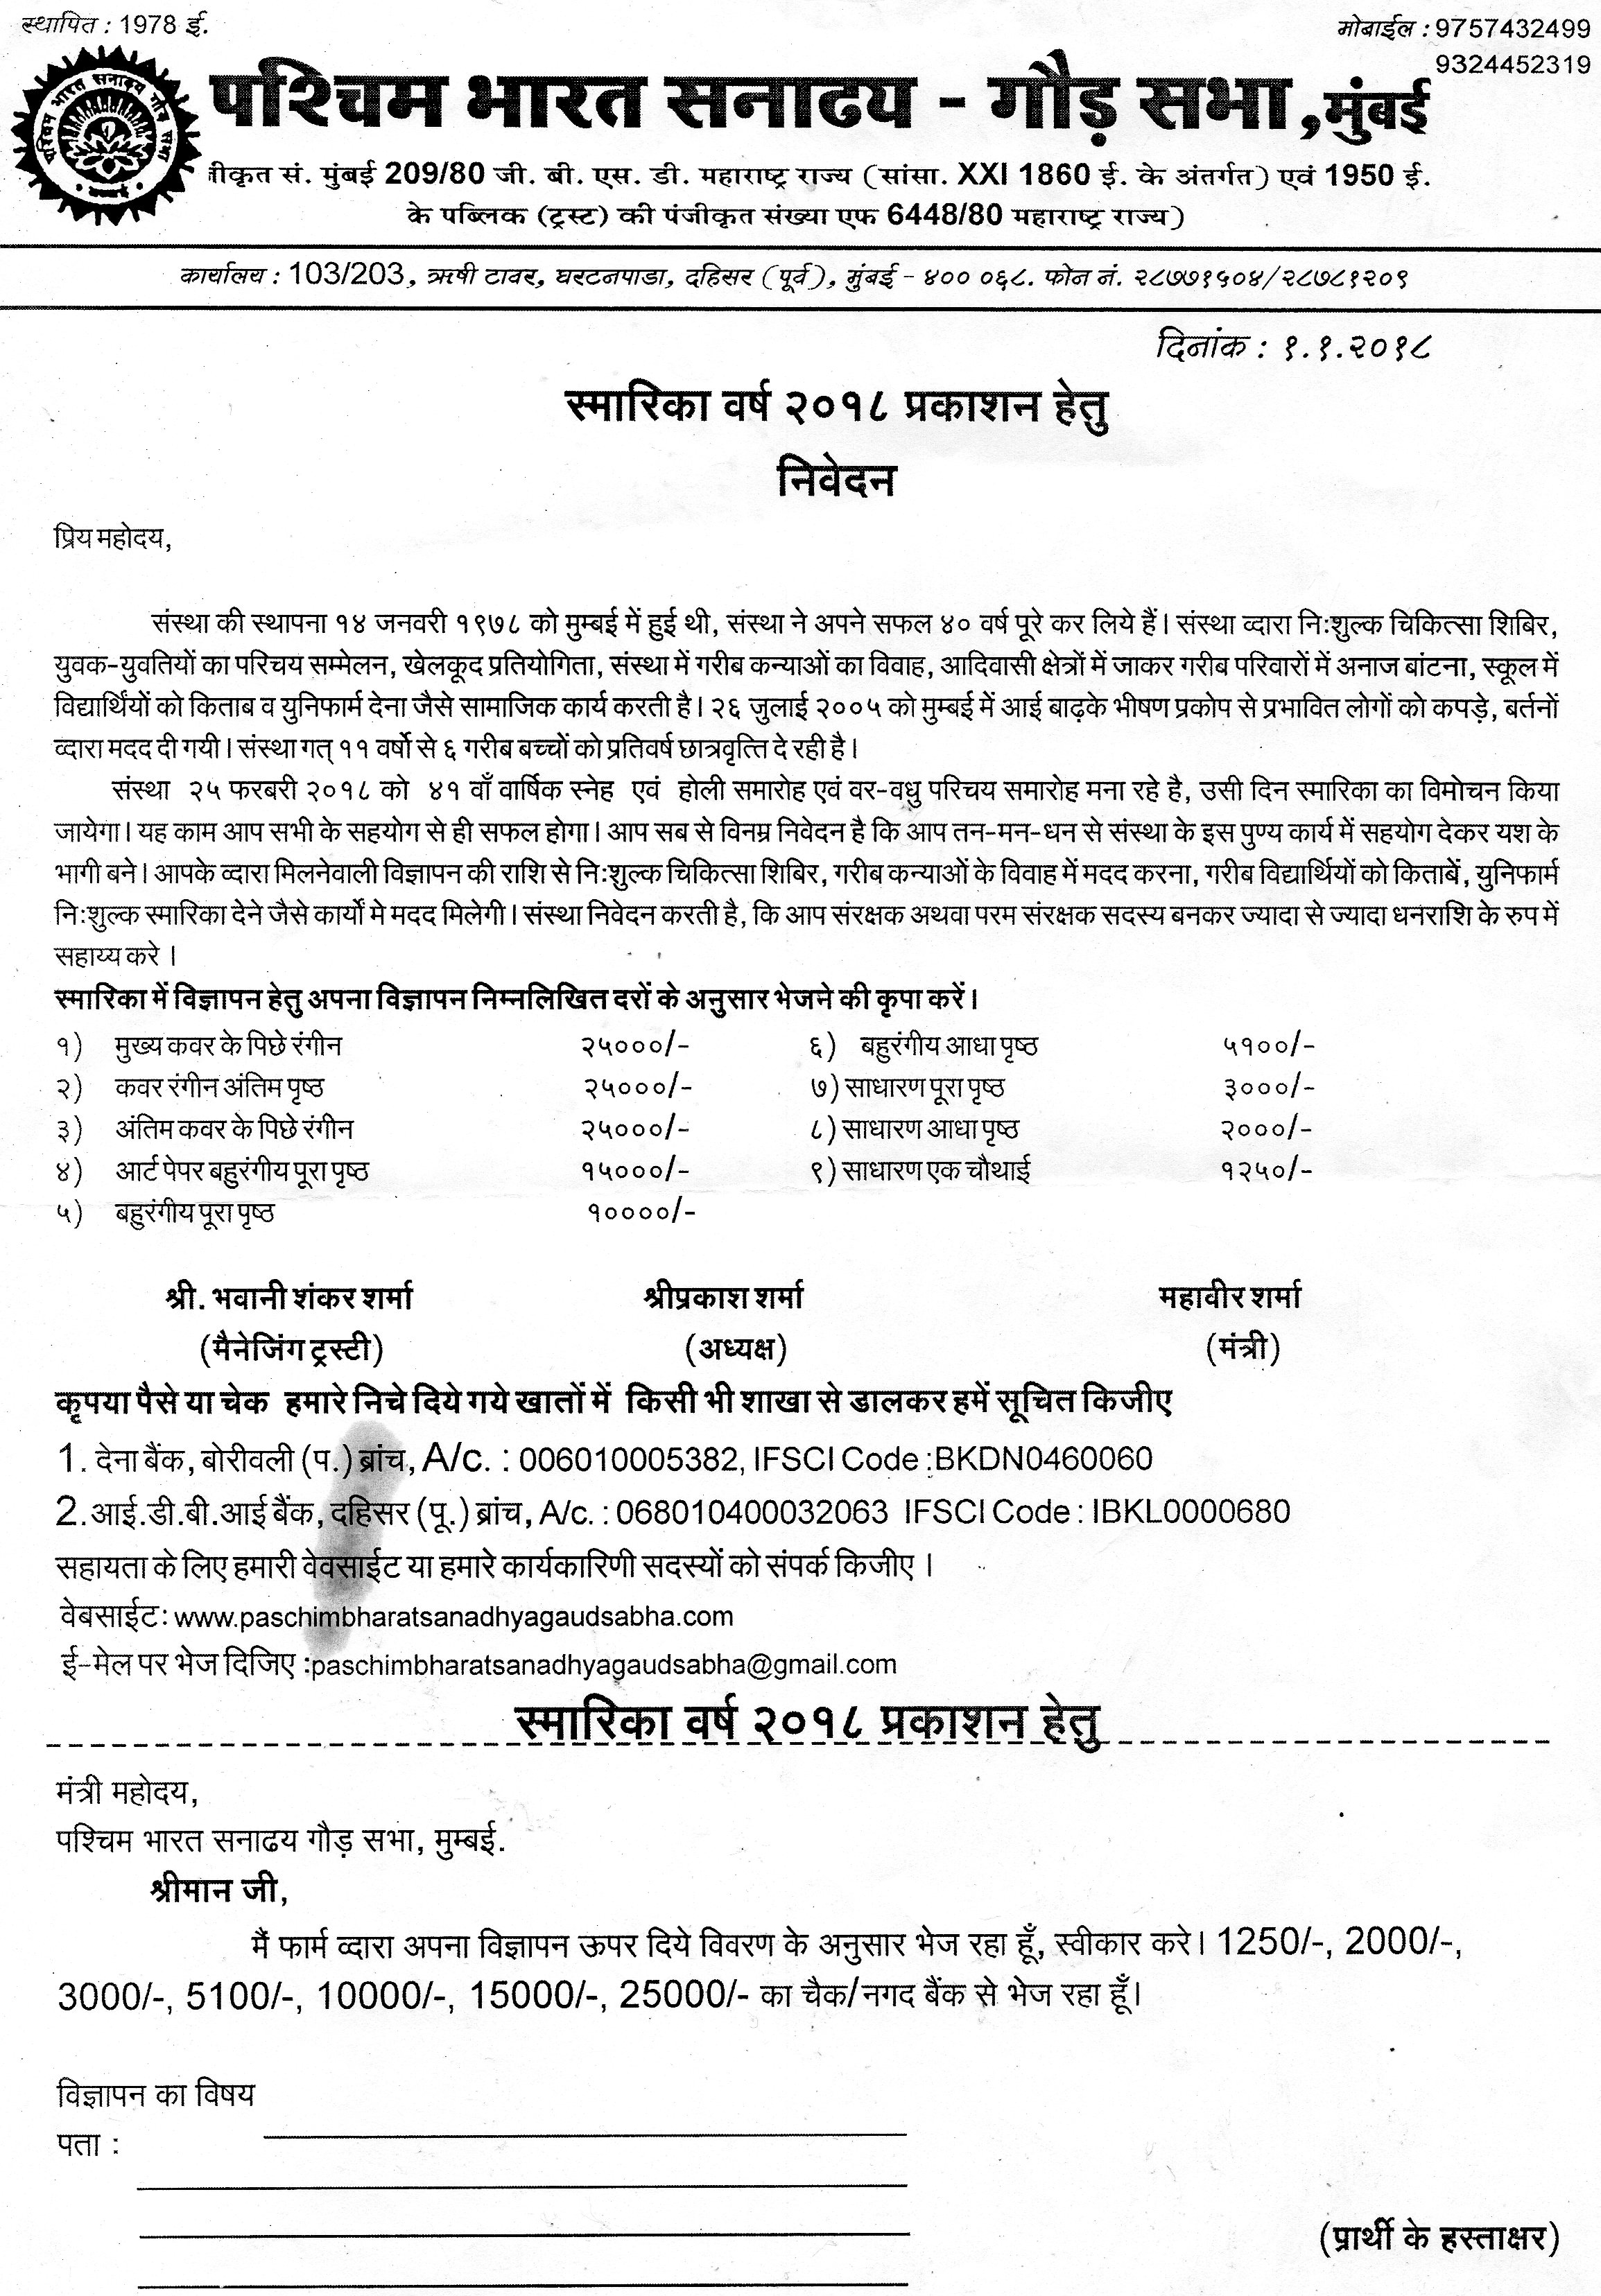 स्थापित : 1978 ई.
मोबाईल : 9757432499
9324452319
पश्चिम भारत सनाढय गौड सभा
पश्चिम भारत सनाढय - गौड़ सभा, मुंबई
ीकृत सं. मुंबई 209/80 जी. बी. एस. डी. महाराष्ट्र राज्य (सांसा. XXI 1860 ई. के अंतर्गत) एवं 1950 ई.
के पब्लिक (ट्रस्ट) की पंजीकृत संख्या एफ 6448/80 महाराष्ट्र राज्य)
कार्यालय : 103/203, ऋषी टावर, घरटनपाडा, दहिसर (पूर्व), मुंबई - ४०० ०६८. फोन नं. २८७७१५०४/२८७८१२०९
दिनांक : १.१.२०१८
स्मारिका वर्ष २०१८ प्रकाशन हेतु
निवेदन
प्रिय महोदय,
संस्था की स्थापना १४ जनवरी १९७८ को मुम्बई में हुई थी, संस्था ने अपने सफल ४० वर्ष पूरे कर लिये हैं। संस्था व्दारा निःशुल्क चिकित्सा शिबिर,
युवक-युवतियों का परिचय सम्मेलन, खेलकूद प्रतियोगिता, संस्था में गरीब कन्याओं का विवाह, आदिवासी क्षेत्रों में जाकर गरीब परिवारों में अनाज बांटना, स्कूल में
विद्यार्थियों को किताब व युनिफार्म देना जैसे सामाजिक कार्य करती है। २६ जुलाई २००५ को मुम्बई में आई बाढ़के भीषण प्रकोप से प्रभावित लोगों को कपड़े, बर्तनों
व्दारा मदद दी गयी। संस्था गत् ११ वर्षो से ६ गरीब बच्चों को प्रतिवर्ष छात्रवृत्ति दे रही है।
संस्था २५ फरबरी २०१८ को ४१ वाँ वार्षिक स्नेह एवं होली समारोह एवं वर-वधु परिचय समारोह मना रहे है, उसी दिन स्मारिका का विमोचन किया
जायेगा। यह काम आप सभी के सहयोग से ही सफल होगा। आप सब से विनम्र निवेदन है कि आप तन-मन-धन से संस्था के इस पुण्य कार्य में सहयोग देकर यश के
भागी बने। आपके व्दारा मिलनेवाली विज्ञापन की राशि से निःशुल्क चिकित्सा शिबिर, गरीब कन्याओं के विवाह में मदद करना, गरीब विद्यार्थियों को किताबें, युनिफार्म
निःशुल्क स्मारिका देने जैसे कार्यों मे मदद मिलेगी। संस्था निवेदन करती है, कि आप संरक्षक अथवा परम संरक्षक सदस्य बनकर ज्यादा से ज्यादा धनराशि के रुप में
सहाय्य करे ।
स्मारिका में विज्ञापन हेतु अपना विज्ञापन निम्नलिखित दरों के अनुसार भेजने की कृपा करें।
१) मुख्य कवर के पिछे रंगीन २५०००/- ६) बहुरंगीय आधा पृष्ठ ५१००/-
२) कवर रंगीन अंतिम पृष्ठ २५०००/- ७) साधारण पूरा पृष्ठ ३०००/-
३) अंतिम कवर के पिछे रंगीन २५०००/- ८) साधारण आधा पृष्ठ २०००/-
४) आर्ट पेपर बहुरंगीय पूरा पृष्ठ १५०००/- ९) साधारण एक चौथाई १२५०/-
५) बहुरंगीय पूरा पृष्ठ १००००/-
श्री. भवानी शंकर शर्मा श्रीप्रकाश शर्मा महावीर शर्मा
(मैनेजिंग ट्रस्टी) (अध्यक्ष) (मंत्री)
कृपया पैसे या चेक हमारे निचे दिये गये खातों में किसी भी शाखा से डालकर हमें सूचित किजीए
1. देना बैंक, बोरीवली (प.) ब्रांच, A/c. : 006010005382, IFSCI Code :BKDN0460060
2. आई.डी.बी.आई बैंक, दहिसर (पू.) ब्रांच, A/c. : 068010400032063 IFSCI Code : IBKL0000680
सहायता के लिए हमारी वेवसाईट या हमारे कार्यकारिणी सदस्यों को संपर्क किजीए ।
वेबसाईट: www.paschimbharatsanadhyagaudsabha.com
ई-मेल पर भेज दिजिए :paschimbharatsanadhyagaudsabha@gmail.com
स्मारिका वर्ष २०१८ प्रकाशन हेतु
मंत्री महोदय,
पश्चिम भारत सनाढय गौड़ सभा, मुम्बई.
श्रीमान जी,
मैं फार्म व्दारा अपना विज्ञापन ऊपर दिये विवरण के अनुसार भेज रहा हूँ, स्वीकार करे। 1250/-, 2000/-,
3000/-, 5100/-, 10000/-, 15000/-, 25000/- का चैक/नगद बैंक से भेज रहा हूँ।
विज्ञापन का विषय
पता :
(प्रार्थी के हस्ताक्षर)